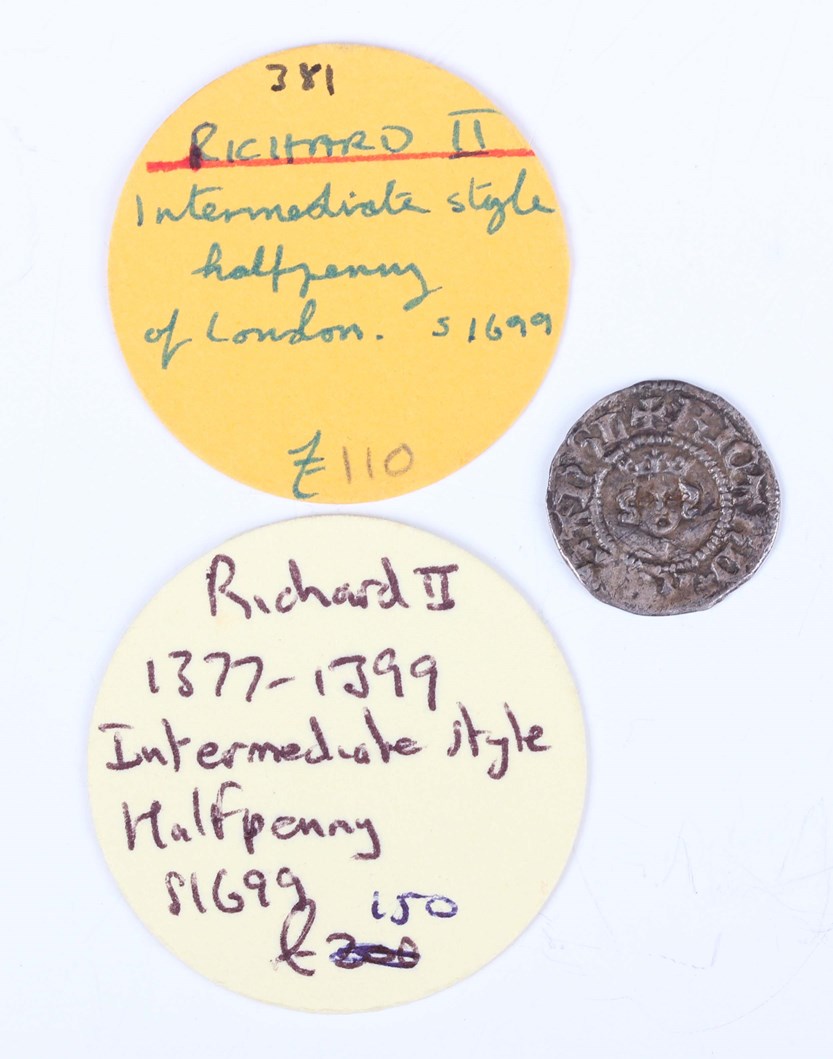 381
RICHARD II
Intermediate style
halfpenny
of London. S1699
£110
Richard II
1377-1399
Intermediate style
Halfpenny
S1699
150
£ 200
RICARD